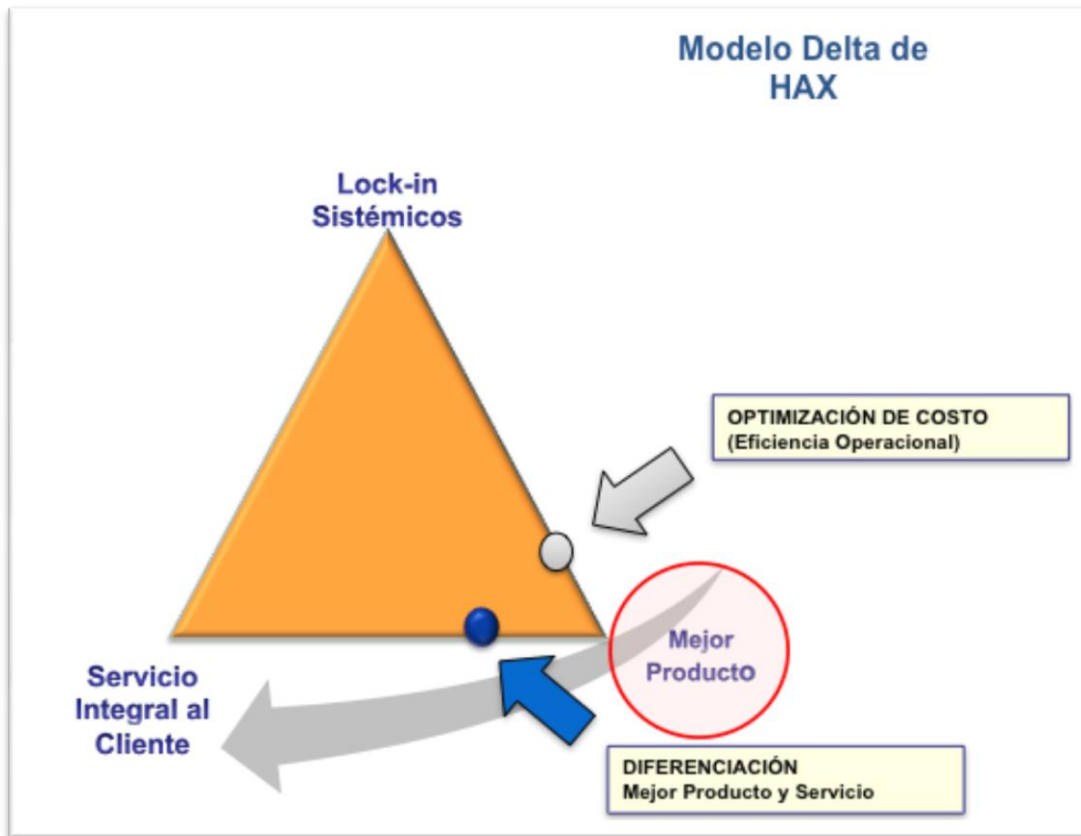 Modelo Delta de
HAX
Lock-in
Sistémicos
OPTIMIZACIÓN DE COSTO
(Eficiencia Operacional)
Mejor
Producto
Servicio
Integral al
Cliente
DIFERENCIACIÓN
Mejor Producto y Servicio